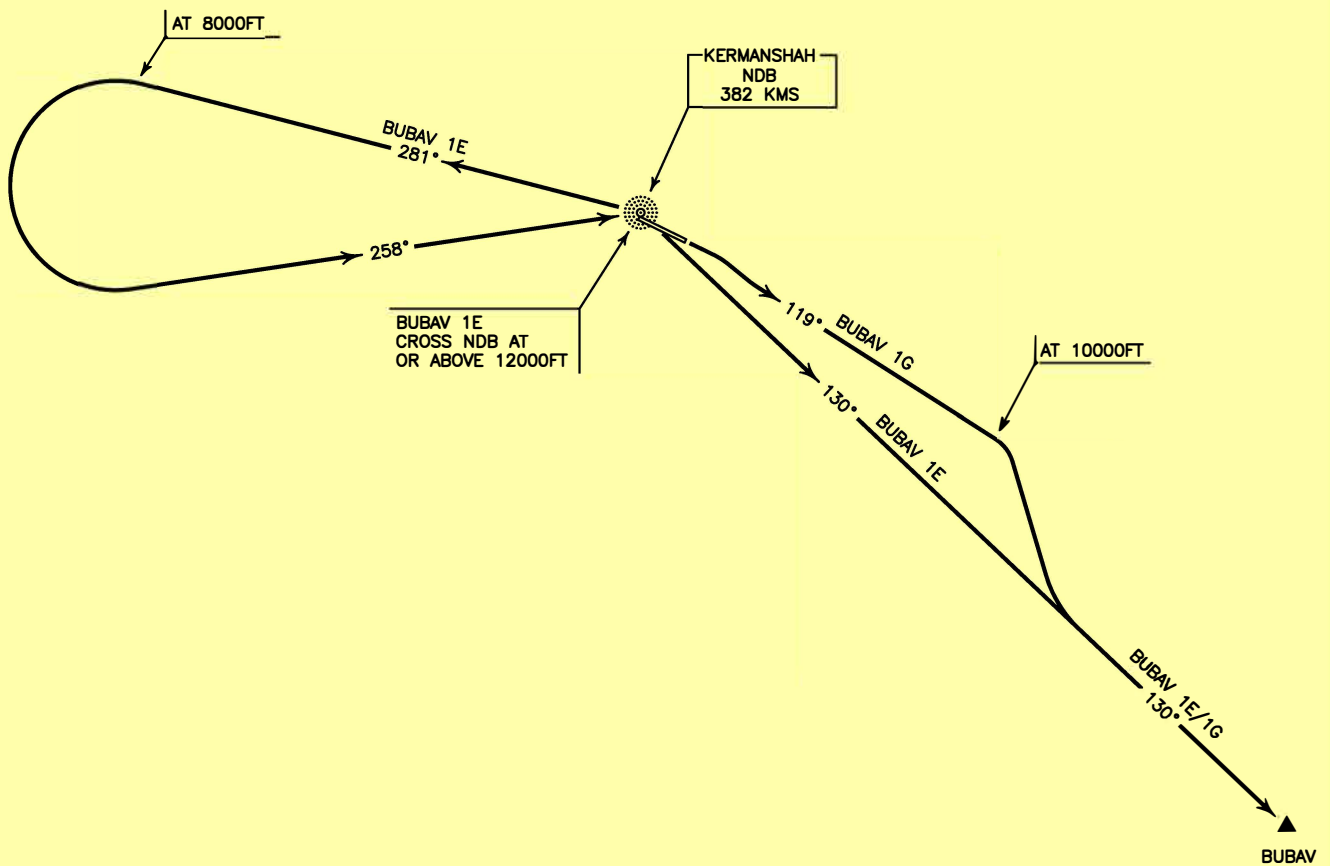 AT 8000FT
KERMANSHAH
NDB
382 KMS
BUBAV 1E
281°
258°
BUBAV 1E
CROSS NDB AT
OR ABOVE 12000FT
119° BUBAV 1G
AT 10000FT
130° BUBAV 1E
BUBAV 1E/1G
130°
BUBAV